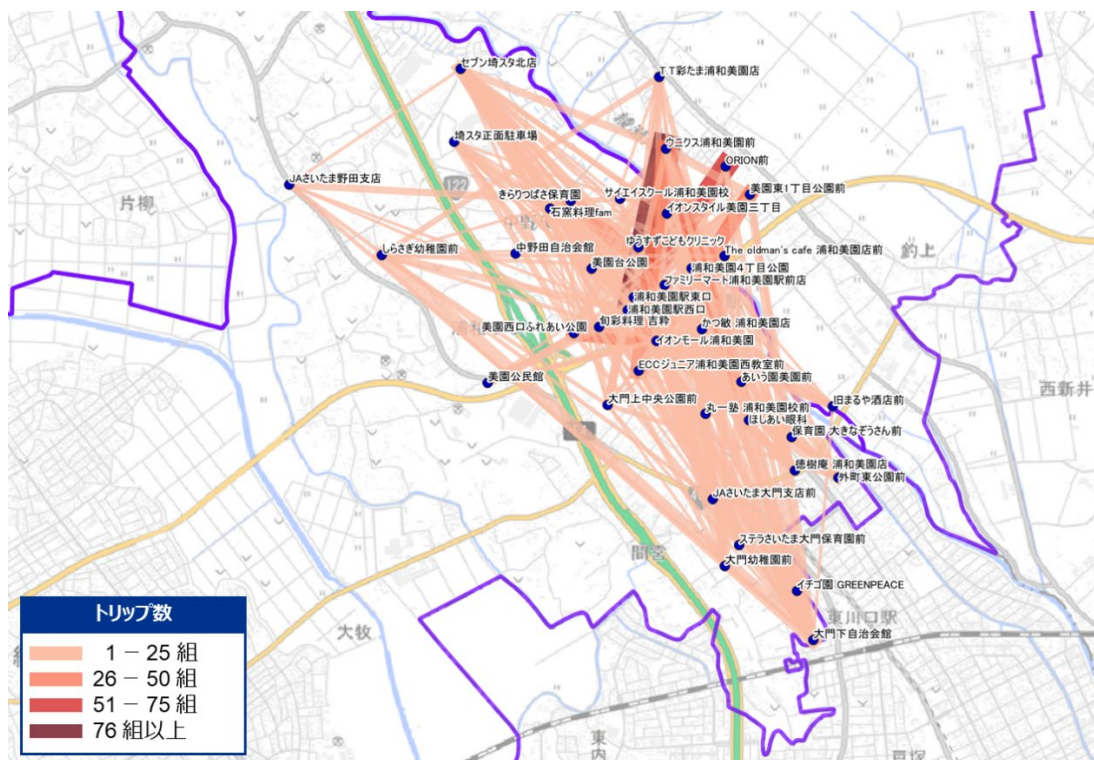 セブン埼スタ北店
T.T彩たま浦和美園店
埼スタ正面駐車場
ウニクス浦和美園前
ORION前
122
JAさいたま野田支店
きらりつばさ保育園
サイエイスクール浦和美園校
美園東1丁目公園前
片柳
石窯料理fam
イオンスタイル美園三丁目
しらさぎ幼稚園前
中野田自治会館
ゆうすずこどもクリニック
The oldman's cafe 浦和美園店前
釣上
美園台公園
浦和美園4丁目公園
ファミリーマート浦和美園駅前店
浦和美園駅東口
浦和美園駅西口
美園西口ふれあい公園
旬彩料理 吉粋
かつ敏 浦和美園店
イオンモール浦和美園
ECCジュニア浦和美園西教室前
美園公民館
あいう園美園前
西新井
大門上中央公園前
丸一塾 浦和美園校前
旧まるや酒店前
ほしあい眼科
保育園 大きなぞうさん前
徳樹庵 浦和美園店
外町東公園前
JAさいたま大門支店前
ステラさいたま大門保育園前
間宮
大門幼稚園前
イチゴ園 GREENPEACE
東川口駅
大門下自治会館
大牧
トリップ数
1 － 25 組
26 － 50 組
51 － 75 組
76 組以上
東内
戸塚